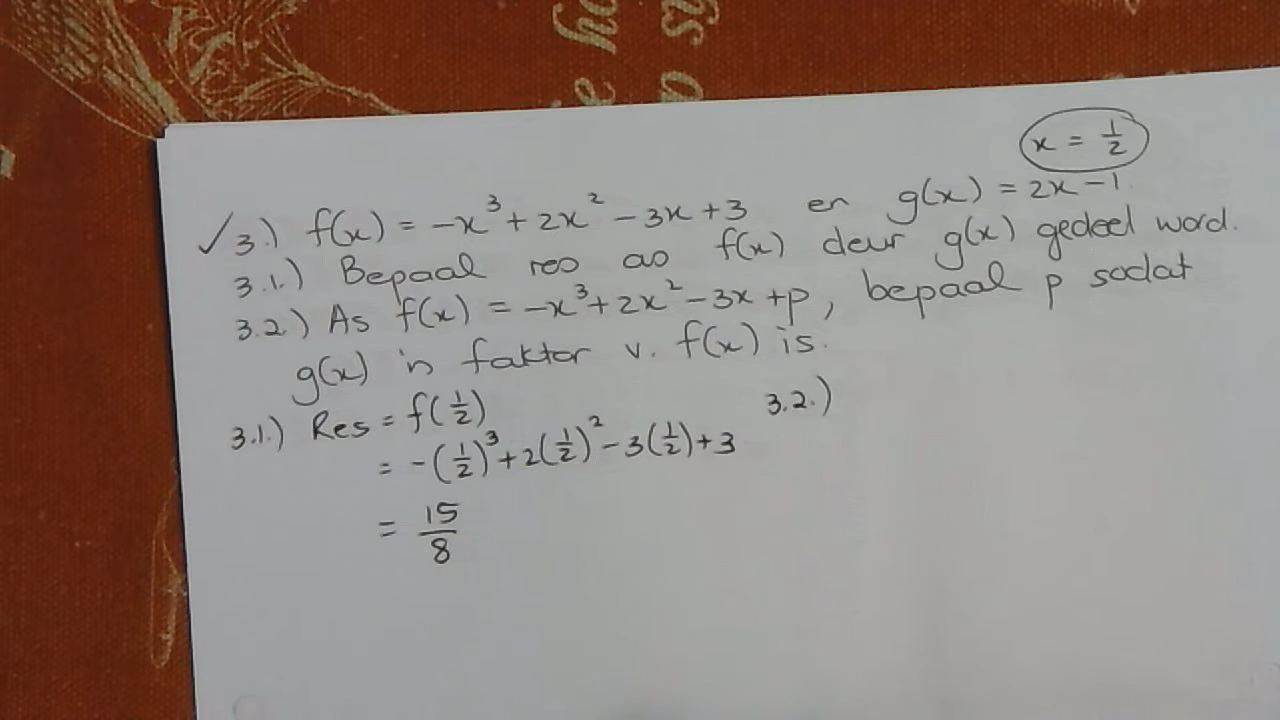 e ha
o sy
x = 1/2
✓3.) f(x) = -x³ + 2x² - 3x + 3 en g(x) = 2x - 1
3.1.) Bepaal res as f(x) deur g(x) gedeel word.
3.2.) As f(x) = -x³ + 2x² - 3x + p, bepaal p sodat
g(x) 'n faktor v. f(x) is.
3.1.) Res = f(1/2)
= -(1/2)³ + 2(1/2)² - 3(1/2) + 3
= 15/8
3.2.)